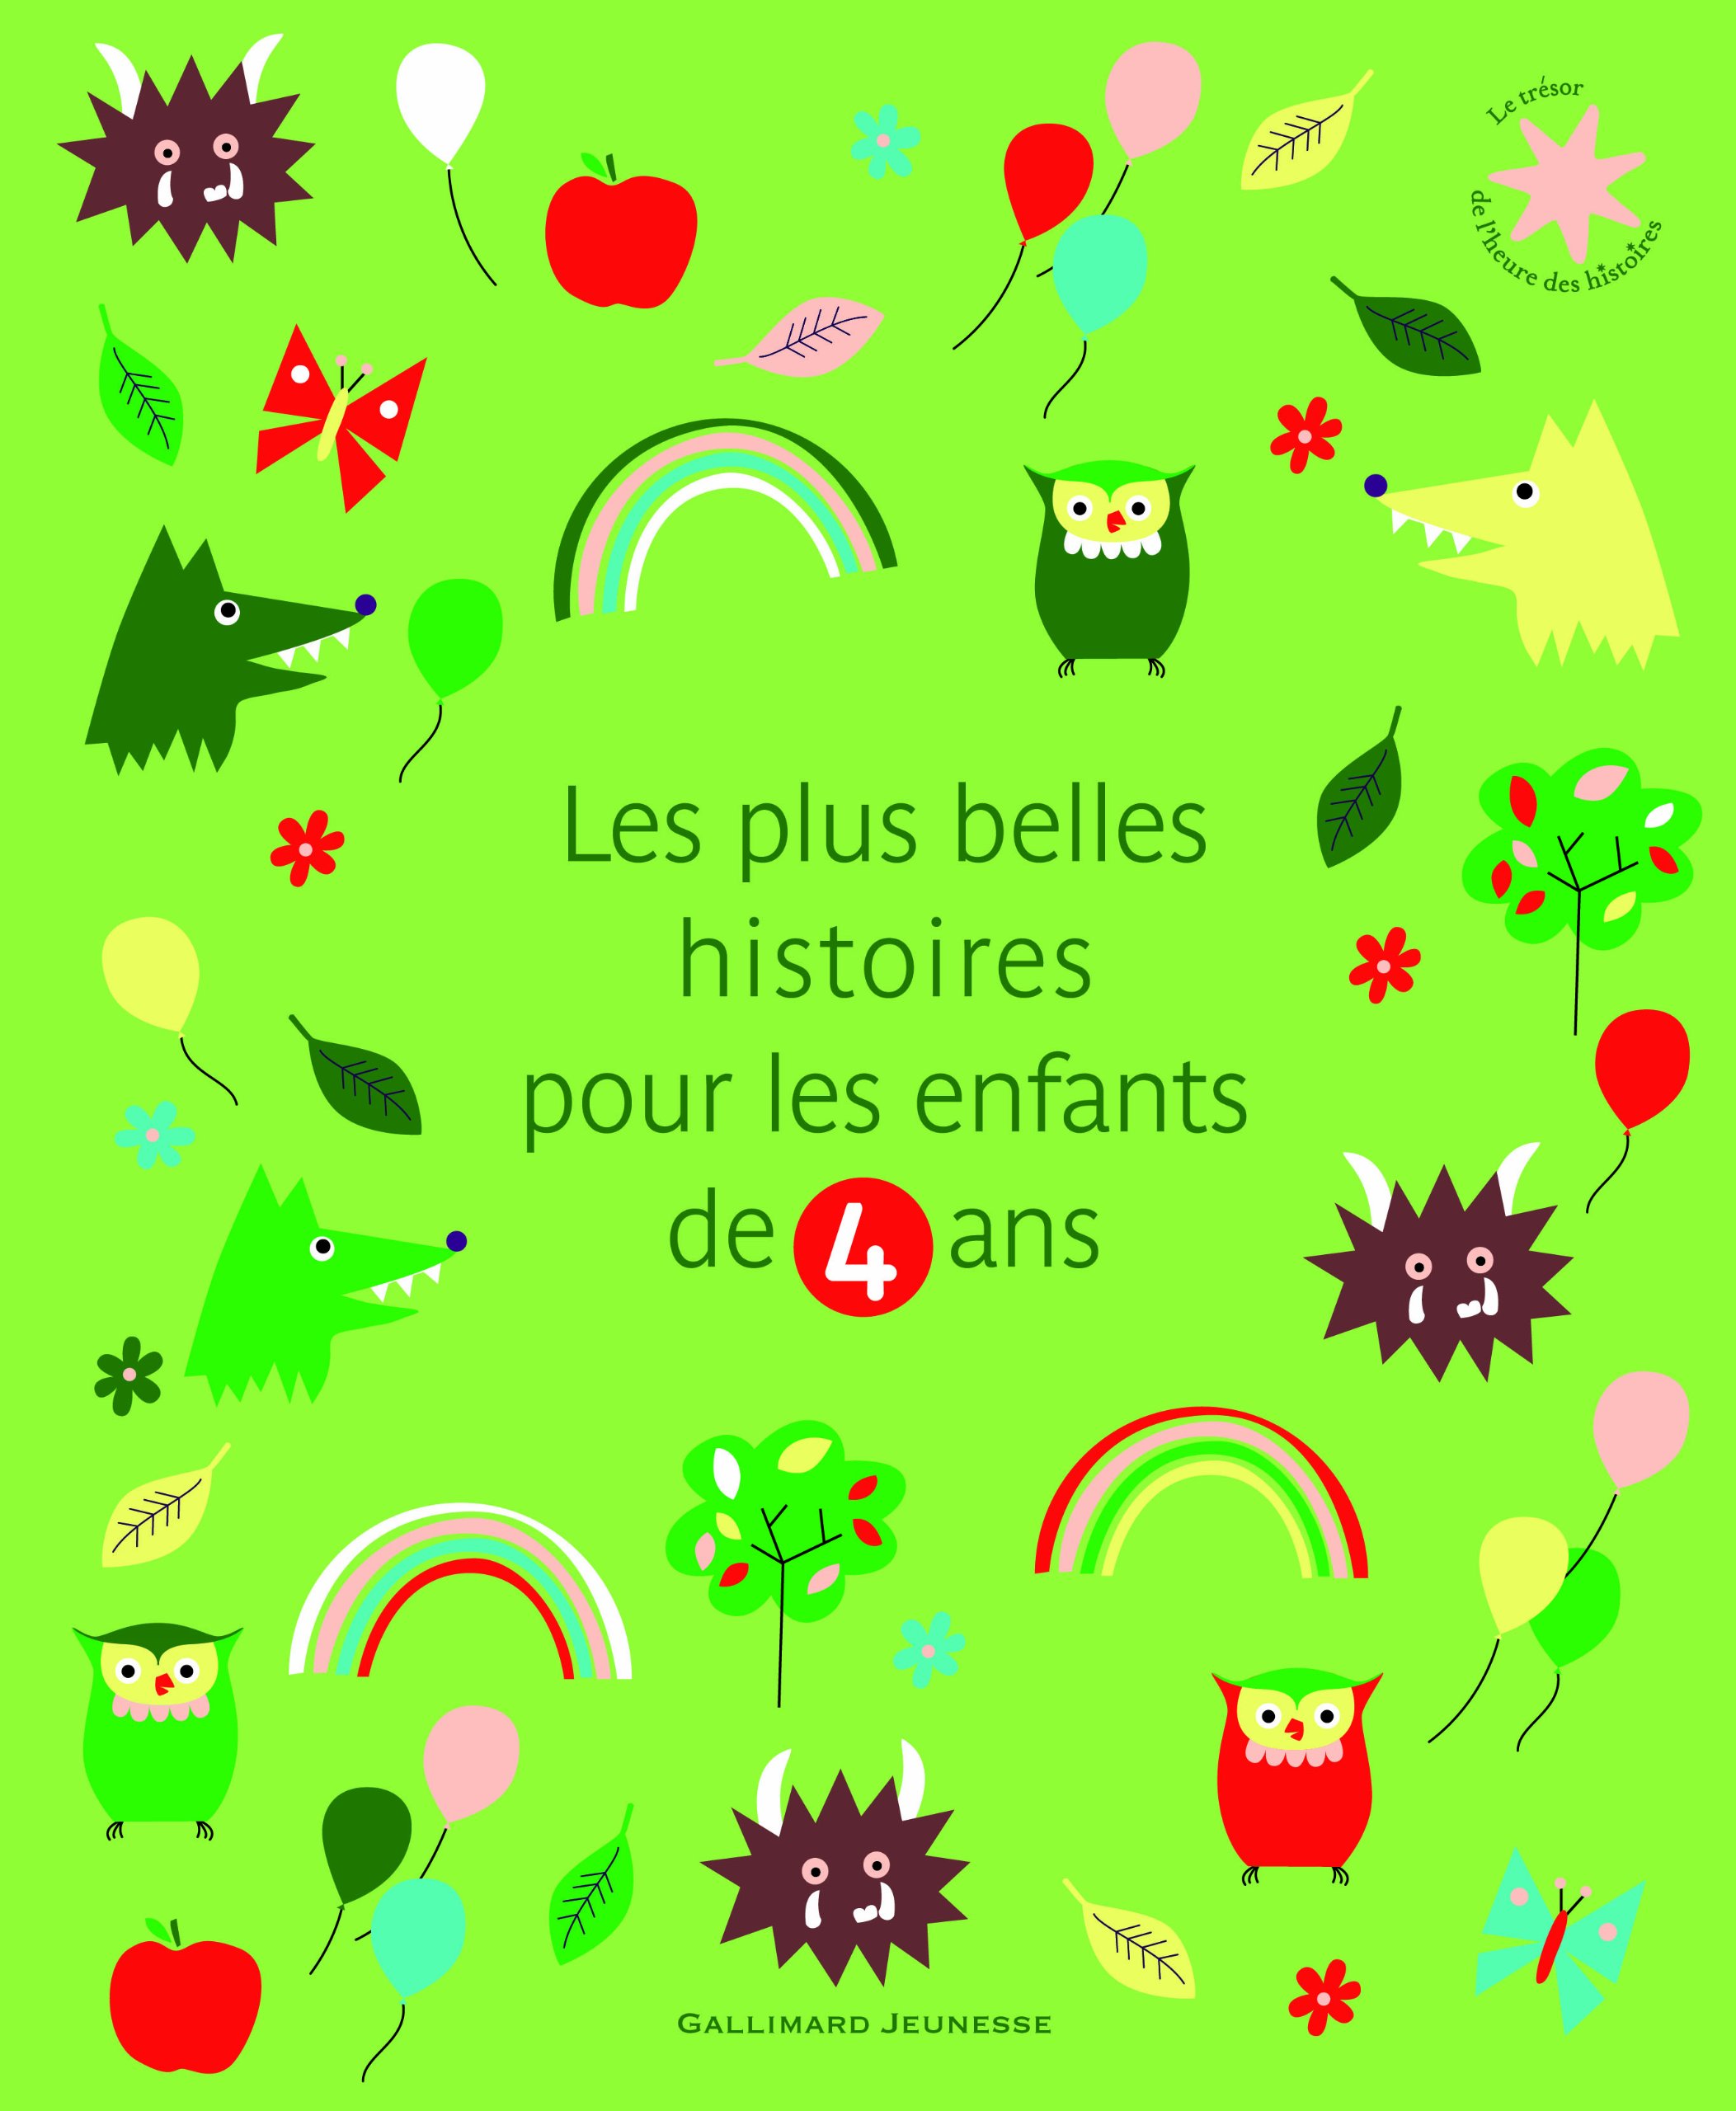 Le trésor
de l'heure des histoires
Les plus belles
histoires
pour les enfants
de 4 ans
GALLIMARD JEUNESSE